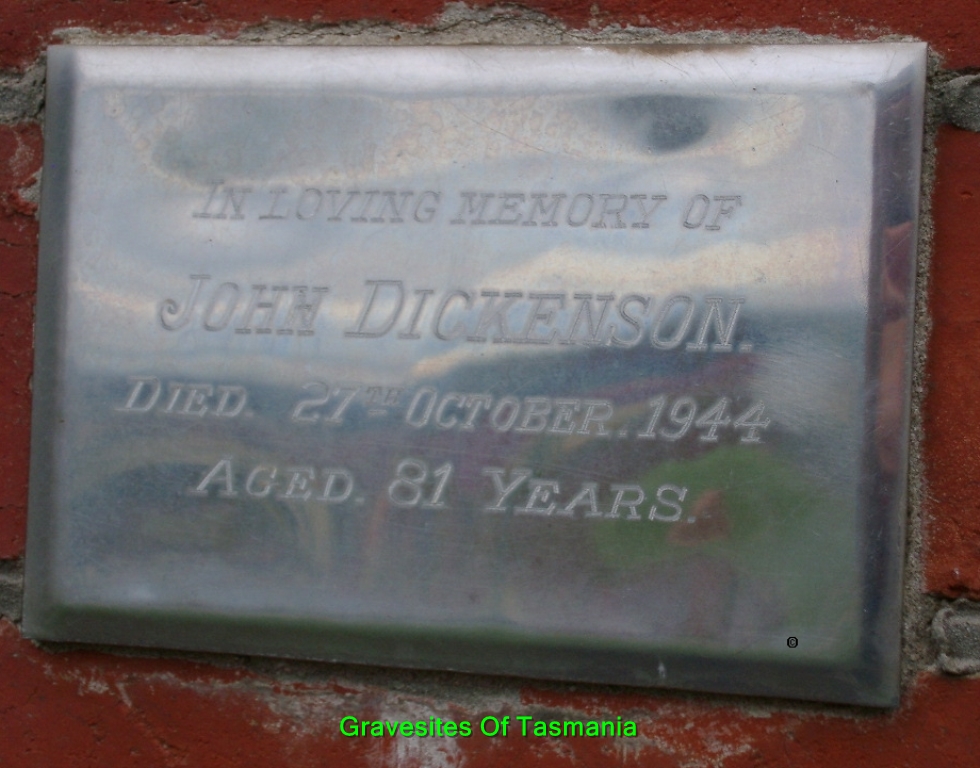 IN LOVING MEMORY OF
JOHN DICKENSON.
DIED. 27TH OCTOBER. 1944
AGED. 81 YEARS.
©
Gravesites Of Tasmania